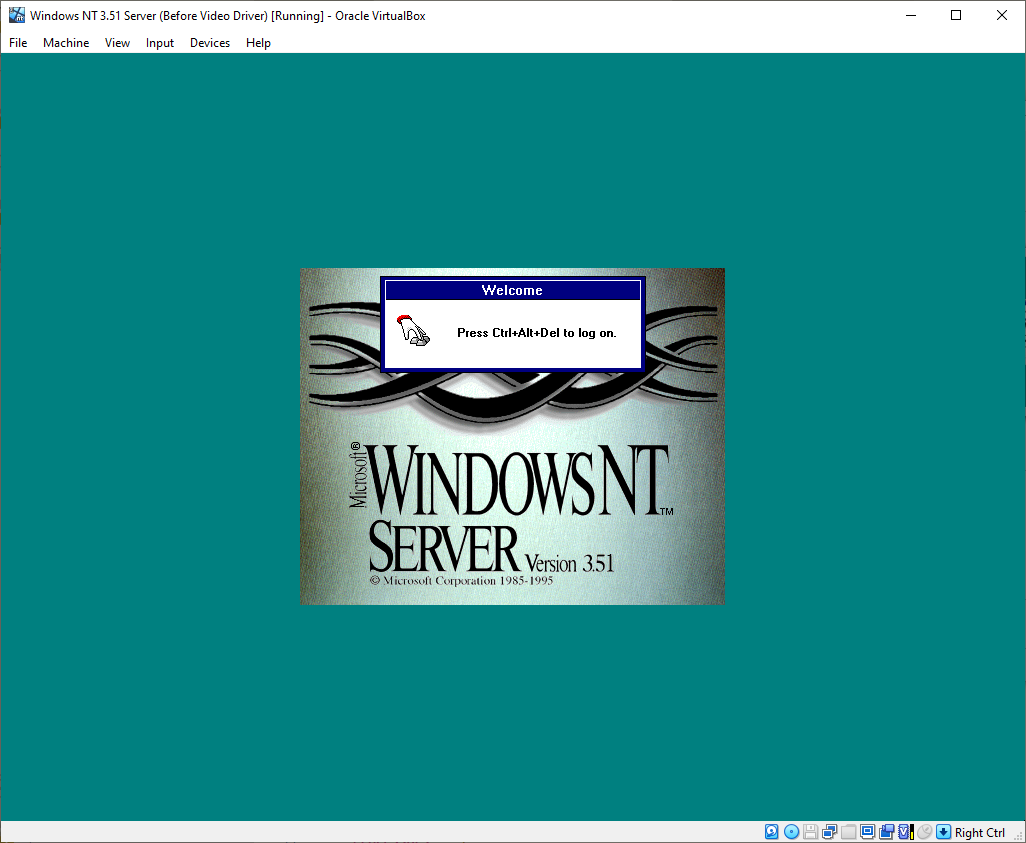 Windows NT 3.51 Server (Before Video Driver) [Running] - Oracle VirtualBox
File Machine View Input Devices Help
Welcome
Press Ctrl+Alt+Del to log on.
Microsoft®
WINDOWS NT™
SERVER Version 3.51
© Microsoft Corporation 1985-1995
Right Ctrl